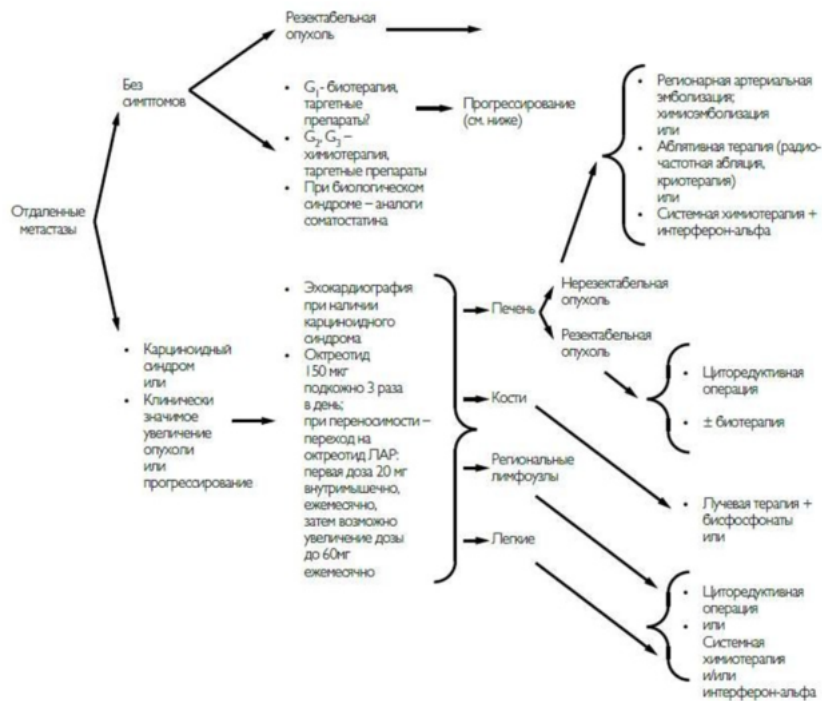 Резектабельная
опухоль
Без
симптомов
• G₁- биотерапия,
таргетные
препараты?
• G₂, G₃ –
химиотерапия,
таргетные препараты
• При биологическом
синдроме – аналоги
соматостатина
Прогрессирование
(см. ниже)
Отдаленные
метастазы
• Карциноидный
синдром
или
• Клинически
значимое
увеличение
опухоли
или
прогрессирование
• Эхокардиография
при наличии
карциноидного
синдрома
• Октреотид
150 мкг
подкожно 3 раза
в день;
при переносимости –
переход на
октреотид ЛАР;
первая доза 20 мг
внутримышечно,
ежемесячно,
затем возможно
увеличение дозы
до 60мг
ежемесячно
Печень
Кости
Региональные
лимфоузлы
Легкие
Нерезектабельная
опухоль
Резектабельная
опухоль
• Регионарная артериальная
эмболизация;
химиоэмболизация
или
• Аблятивная терапия (радио-
частотная абляция,
криотерапия)
или
• Системная химиотерапия +
интерферон-альфа
• Циторедуктивная
операция
• ± биотерапия
• Лучевая терапия +
бисфосфонаты
или
• Циторедуктивная
операция
• или
• Системная
химиотерапия
и/или
интерферон-альфа